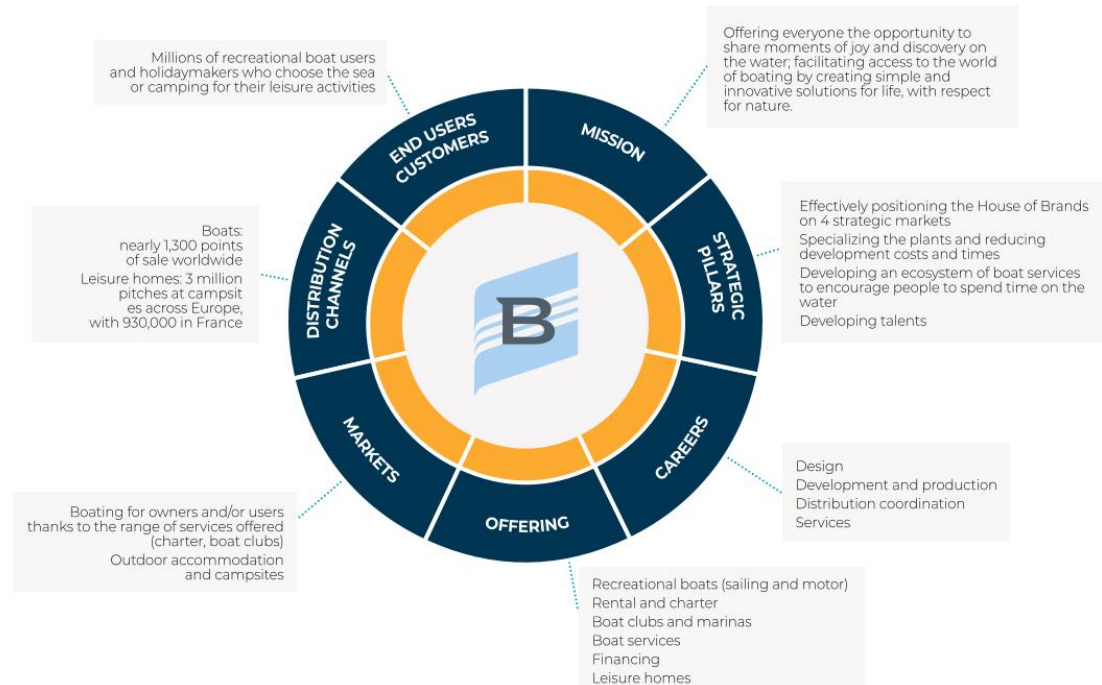 Millions of recreational boat users
and holidaymakers who choose the sea
or camping for their leisure activities
Offering everyone the opportunity to
share moments of joy and discovery on
the water; facilitating access to the world
of boating by creating simple and
innovative solutions for life, with respect
for nature.
END USERS
CUSTOMERS
MISSION
Boats:
nearly 1,300 points
of sale worldwide
Leisure homes: 3 million
pitches at campsit
es across Europe,
with 930,000 in France
DISTRIBUTION
CHANNELS
B
STRATEGIC
PILLARS
Effectively positioning the House of Brands
on 4 strategic markets
Specializing the plants and reducing
development costs and times
Developing an ecosystem of boat services
to encourage people to spend time on the
water
Developing talents
MARKETS
CAREERS
Design
Development and production
Distribution coordination
Services
Boating for owners and/or users
thanks to the range of services offered
(charter, boat clubs)
Outdoor accommodation
and campsites
OFFERING
Recreational boats (sailing and motor)
Rental and charter
Boat clubs and marinas
Boat services
Financing
Leisure homes